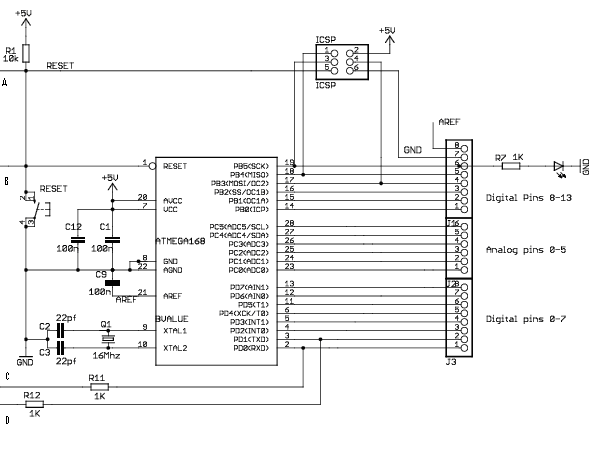 +5V
R1
10k
RESET
A
ICSP
1 2
3 4
5 6
ICSP
+5V
AREF
GND
8
7
6
5
4
3
2
1
R7 1K
GND
Digital Pins 8-13
B
RESET
2 1
4 3
+5V
C12
100n
C1
100n
C9
100n
AREF
1 RESET
20 AVCC
7 VCC
ATMEGA168
8 GND
22 AGND
21 AREF
8VALUE
9 XTAL1
10 XTAL2
PB5(SCK) 19
PB4(MISO) 18
PB3(MOSI/OC2) 17
PB2(SS/OC1B) 16
PB1(OC1A) 15
PB0(ICP) 14
PC5(ADC5/SCL) 28
PC4(ADC4/SDA) 27
PC3(ADC3) 26
PC2(ADC2) 25
PC1(ADC1) 24
PC0(ADC0) 23
PD7(AIN1) 13
PD6(AIN0) 12
PD5(T1) 11
PD4(XCK/T0) 6
PD3(INT1) 5
PD2(INT0) 4
PD1(TXD) 3
PD0(RXD) 2
5
4
3
2
1
Analog pins 0-5
7
6
5
4
3
2
1
Digital pins 0-7
J3
C2 22pf
C3 22pf
Q1
16Mhz
GND
C
R11
1K
R12
1K
D